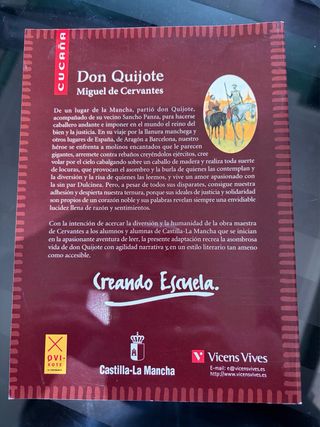 CUCAÑA
Don Quijote
Miguel de Cervantes
De un lugar de la Mancha, partió don Quijote,
acompañado de su vecino Sancho Panza, para hacerse
caballero andante e imponer en el mundo el reino del
bien y la justicia. En su viaje por la llanura manchega y
otros lugares de España, de Aragón a Barcelona, nuestro
héroe se enfrenta a molinos encantados que le parecen
gigantes, arremete contra rebaños creyéndolos ejércitos, cree
volar por el cielo cabalgando sobre un caballo de madera y realiza toda suerte
de locuras, que provocan el asombro y la burla de quienes las contemplan y
la diversión y la risa de quienes las leemos, y vive un amor apasionado con
la sin par Dulcinea. Pero, a pesar de todos sus disparates, consigue nuestra
adhesión y despierta nuestra ternura, porque sus ideales de justicia y solidaridad
son propios de un corazón noble y sus palabras revelan siempre una envidiable
lucidez llena de razón y sentimientos.
Con la intención de acercar la diversión y la humanidad de la obra maestra
de Cervantes a los alumnos y alumnas de Castilla-La Mancha que se inician
en la apasionante aventura de leer, la presente adaptación recrea la asombrosa
vida de don Quijote con agilidad narrativa y en un estilo literario tan ameno
como accesible.
Creando Escuela.
QVI-
XOTE
Castilla-La Mancha
Vicens Vives
E-mail: e@vicensvives.es
http://www.vicensvives.es